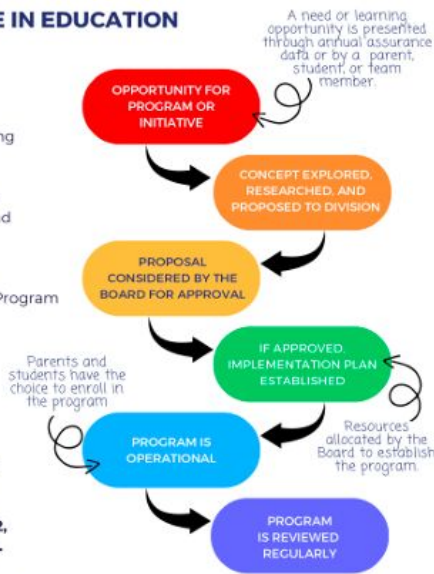 E IN EDUCATION
A need or learning
opportunity is presented
through annual assurance
data or by a parent,
student, or team
member.
OPPORTUNITY FOR
PROGRAM OR
INITIATIVE
ing
CONCEPT EXPLORED,
RESEARCHED, AND
PROPOSED TO DIVISION
d
PROPOSAL
CONSIDERED BY THE
BOARD FOR APPROVAL
Program
IF APPROVED,
IMPLEMENTATION PLAN
ESTABLISHED
Parents and
students have the
choice to enroll in
the program
Resources
allocated by the
Board to establish
the program.
PROGRAM IS
OPERATIONAL
2,
PROGRAM
IS REVIEWED
REGULARLY